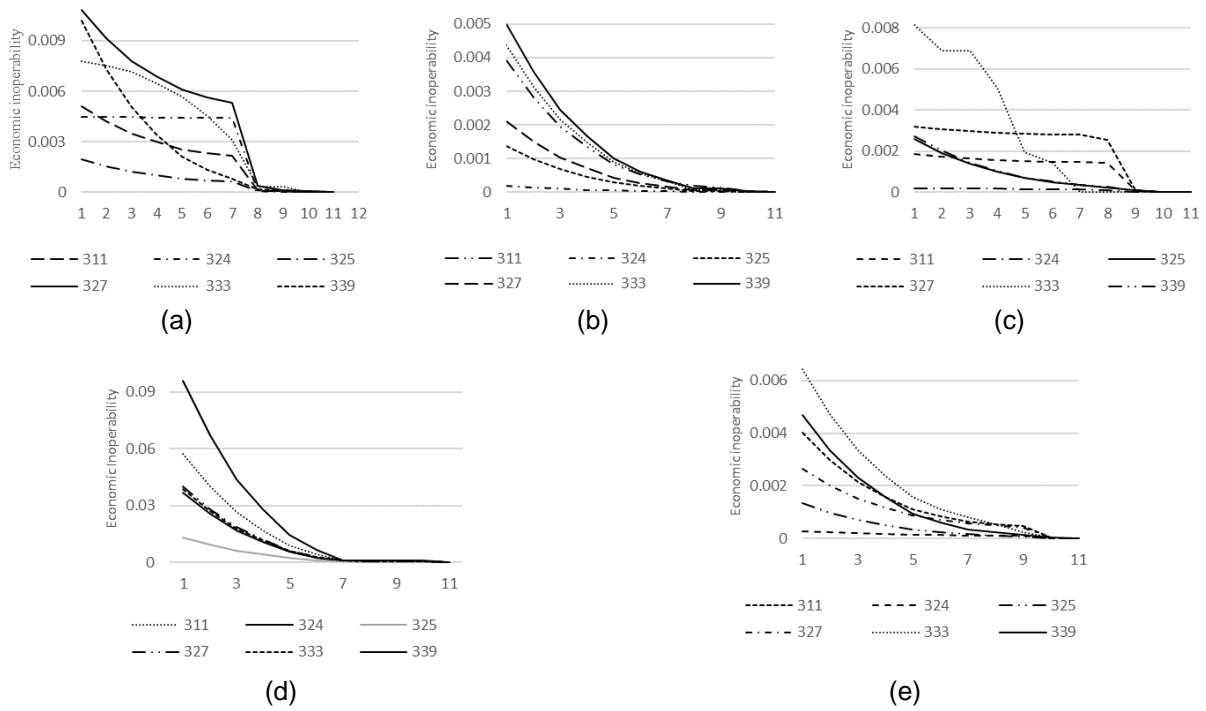 Economic inoperability
0.009
0.006
0.003
0
1 2 3 4 5 6 7 8 9 10 11 12
311 324 325
327 333 339
(a)
Economic inoperability
0.005
0.004
0.003
0.002
0.001
0
1 3 5 7 9 11
311 324 325
327 333 339
(b)
Economic inoperability
0.008
0.006
0.004
0.002
0
1 2 3 4 5 6 7 8 9 10 11
311 324 325
327 333 339
(c)
Economic Inoperability
0.09
0.06
0.03
0
1 3 5 7 9 11
311 324 325
327 333 339
(d)
Economic inoperability
0.006
0.004
0.002
0
1 3 5 7 9 11
311 324 325
327 333 339
(e)